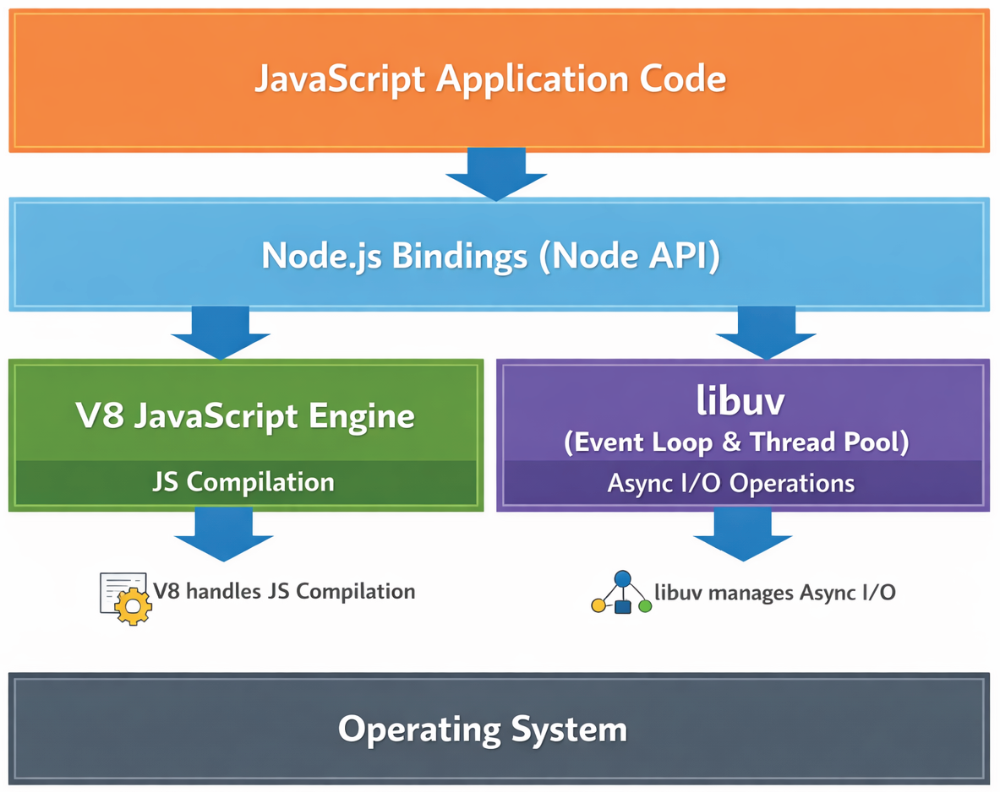 JavaScript Application Code
Node.js Bindings (Node API)
V8 JavaScript Engine
JS Compilation
libuv
(Event Loop & Thread Pool)
Async I/O Operations
V8 handles JS Compilation
libuv manages Async I/O
Operating System